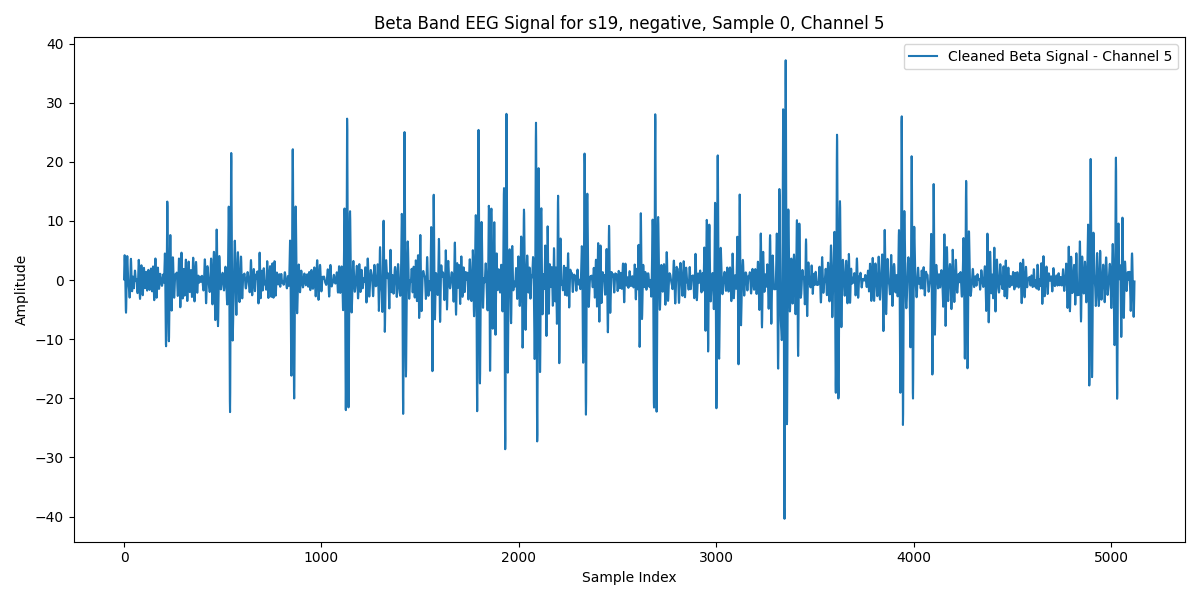 Beta Band EEG Signal for s19, negative, Sample 0, Channel 5
Cleaned Beta Signal - Channel 5
Amplitude
40
30
20
10
0
−10
−20
−30
−40
0 1000 2000 3000 4000 5000
Sample Index